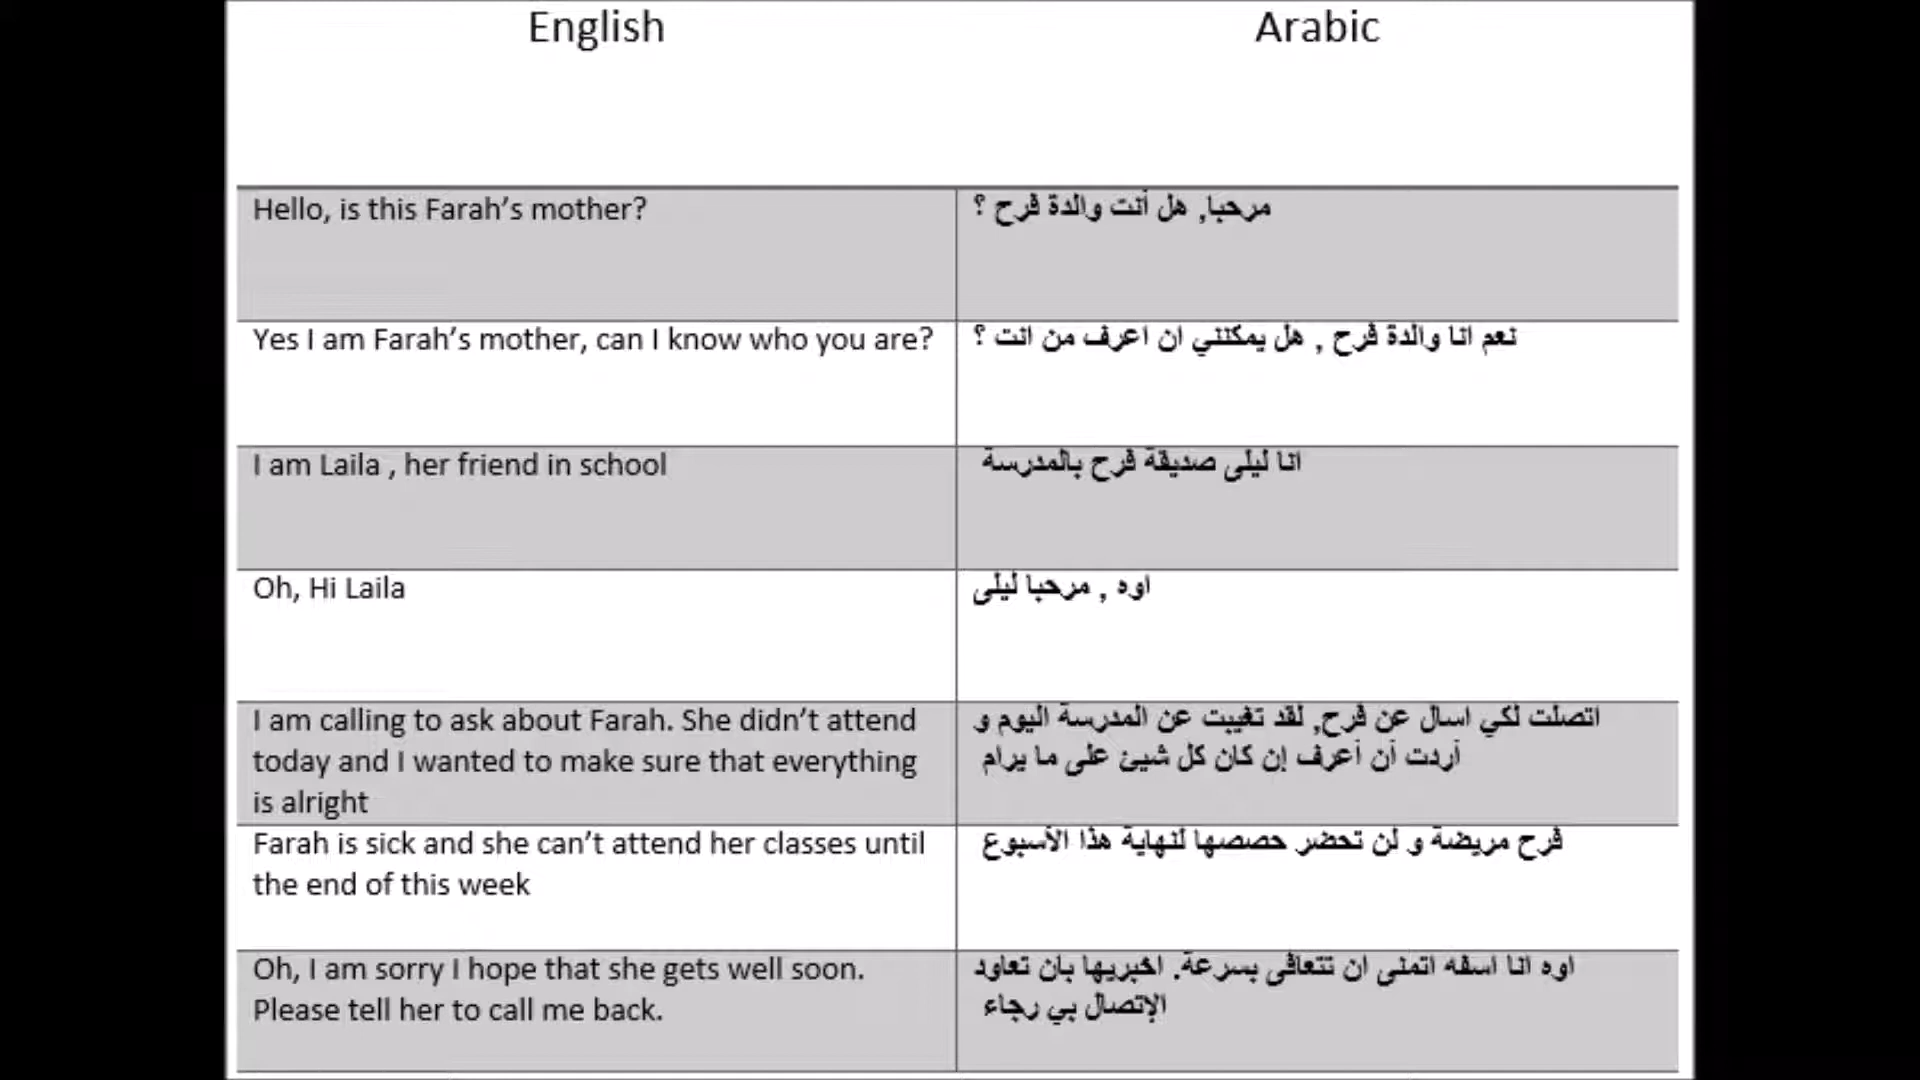 English
Arabic
Hello, is this Farah’s mother?
مرحبا, هل أنت والدة فرح ؟
Yes I am Farah’s mother, can I know who you are?
نعم انا والدة فرح , هل يمكنني ان اعرف من انت ؟
I am Laila , her friend in school
انا ليلى صديقة فرح بالمدرسة
Oh, Hi Laila
اوه , مرحبا ليلى
I am calling to ask about Farah. She didn’t attend
today and I wanted to make sure that everything
is alright
اتصلت لكي اسال عن فرح, لقد تغيبت عن المدرسة اليوم و
أردت أن أعرف إن كان كل شيئ على ما يرام
Farah is sick and she can’t attend her classes until
the end of this week
فرح مريضة و لن تحضر حصصها لنهاية هذا الأسبوع
Oh, I am sorry I hope that she gets well soon.
Please tell her to call me back.
اوه انا اسفه اتمنى ان تتعافى بسرعة. اخبريها بان تعاود
الإتصال بي رجاء